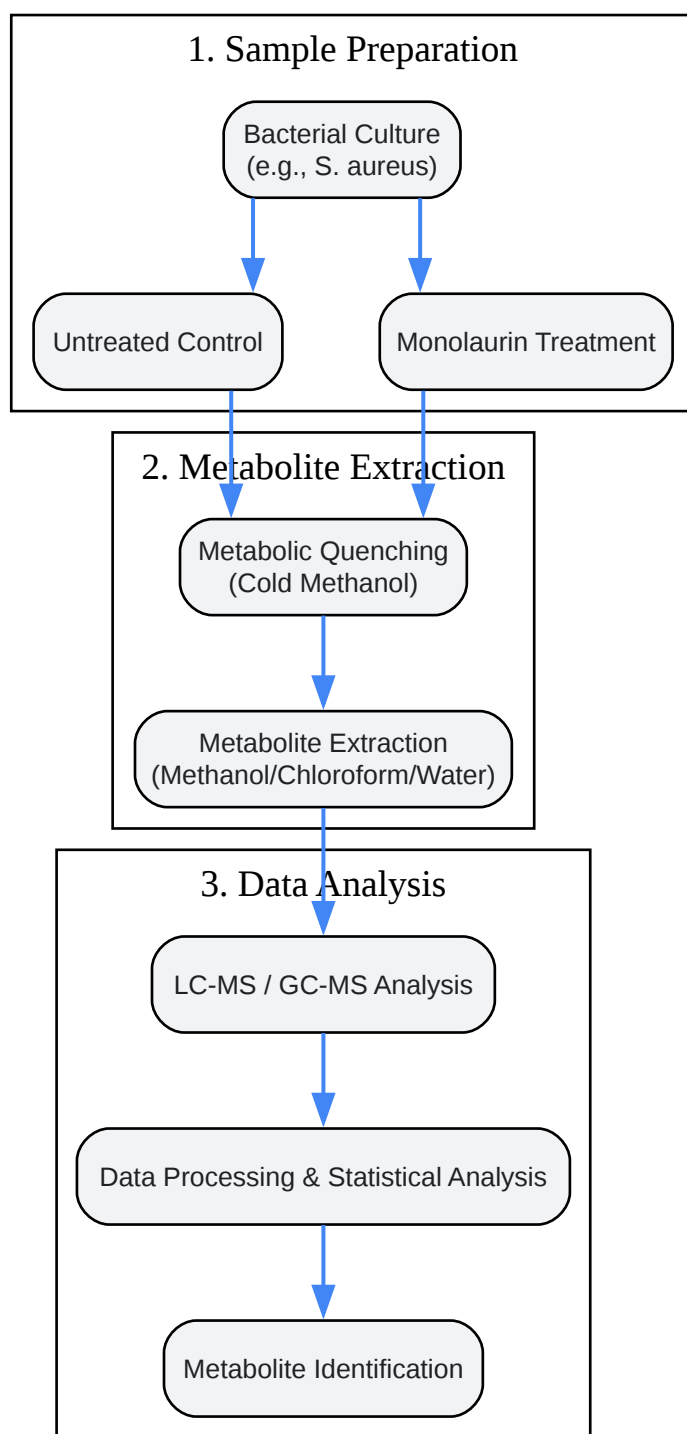 1. Sample Preparation
Bacterial Culture
(e.g., S. aureus)
Untreated Control
Monolaurin Treatment
2. Metabolite Extraction
Metabolic Quenching
(Cold Methanol)
Metabolite Extraction
(Methanol/Chloroform/Water)
3. Data Analysis
LC-MS / GC-MS Analysis
Data Processing & Statistical Analysis
Metabolite Identification